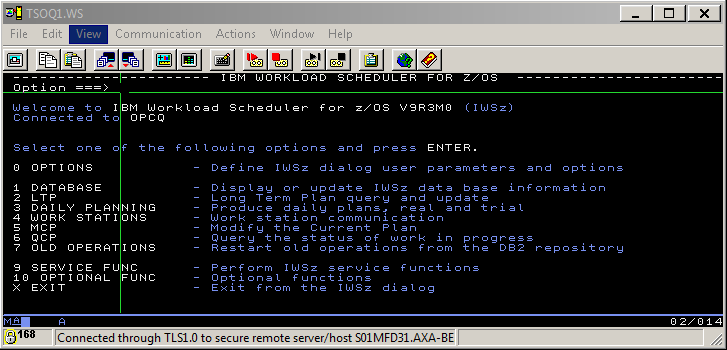 TSOQ1.WS
File Edit View Communication Actions Window Help
------------------ IBM WORKLOAD SCHEDULER FOR Z/OS ------------------
Option ===>
Welcome to IBM Workload Scheduler for z/OS V9R3M0 (IWSz)
Connected to OPCQ
Select one of the following options and press ENTER.
0 OPTIONS - Define IWSz dialog user parameters and options
1 DATABASE - Display or update IWSz data base information
2 LTP - Long Term Plan query and update
3 DAILY PLANNING - Produce daily plans, real and trial
4 WORK STATIONS - Work station communication
5 MCP - Modify the Current Plan
6 QCP - Query the status of work in progress
7 OLD OPERATIONS - Restart old operations from the DB2 repository
9 SERVICE FUNC - Perform IWSz service functions
10 OPTIONAL FUNC - Optional functions
X EXIT - Exit from the IWSz dialog
MA A 02/014
168 Connected through TLS1.0 to secure remote server/host S01MFD31.AXA-BE